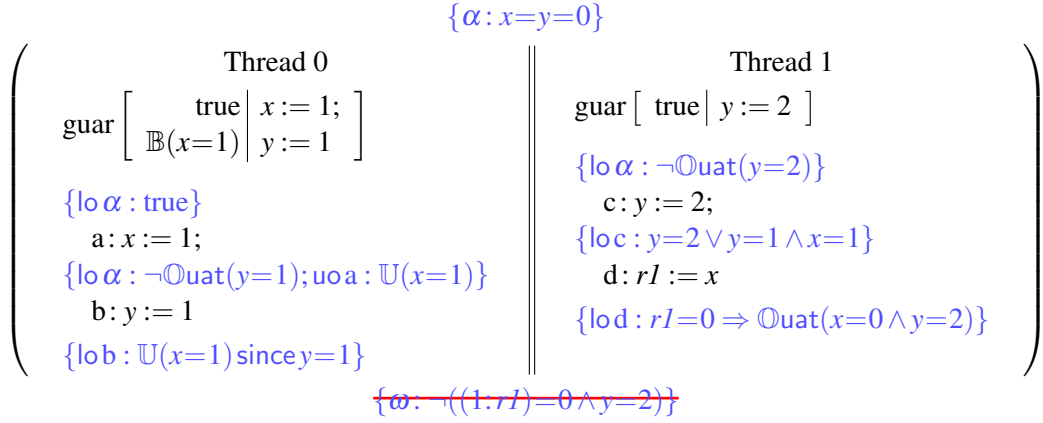 {α: x=y=0}
Thread 0
guar [ true | x := 1;
𝔹(x=1) | y := 1 ]
{lo α : true}
a: x := 1;
{lo α : ¬𝕆uat(y=1); uo a : 𝕌(x=1)}
b: y := 1
{lo b : 𝕌(x=1) since y=1}
Thread 1
guar [ true | y := 2 ]
{lo α : ¬𝕆uat(y=2)}
c: y := 2;
{lo c : y=2 ∨ y=1 ∧ x=1}
d: r1 := x
{lo d : r1=0 ⇒ 𝕆uat(x=0 ∧ y=2)}
{ω: ¬((1:r1)=0 ∧ y=2)}